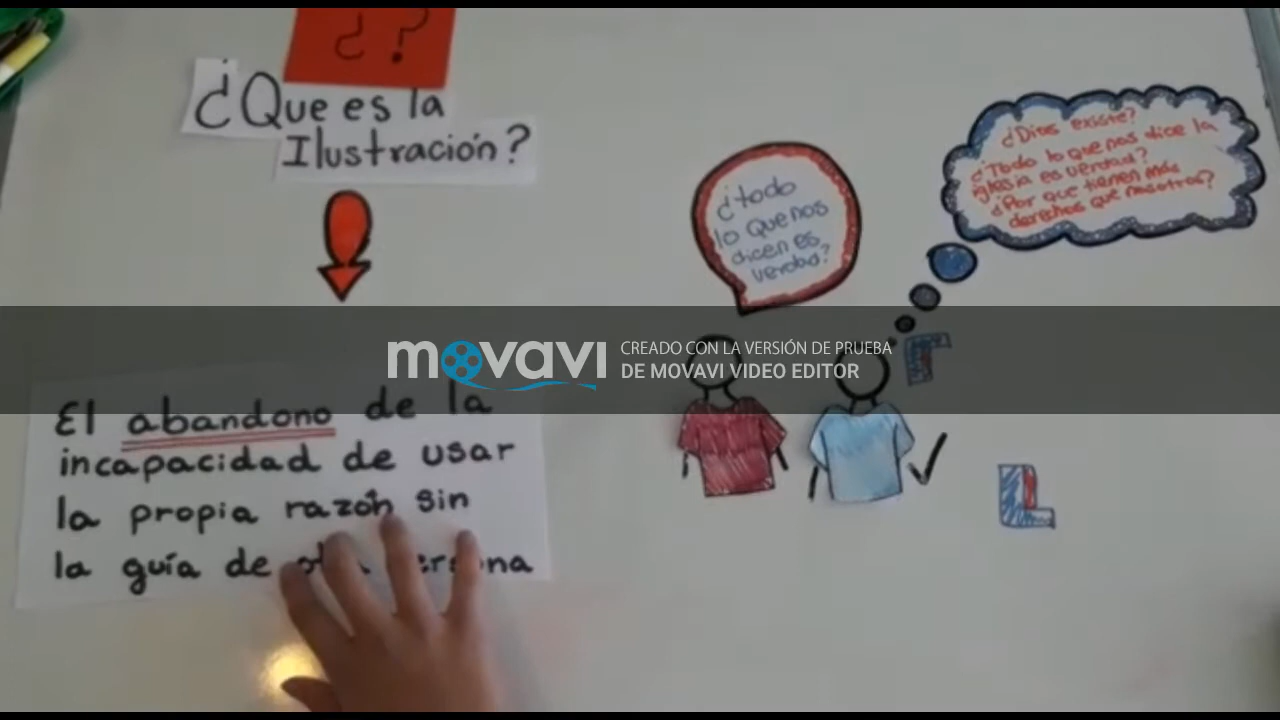 ¿ ?
¿Que es la
Ilustración?
El abandono de la
incapacidad de usar
la propia razón sin
la guía de
¿todo
lo que nos
dicen es
verdad?
¿Dios existe?
¿Todo lo que nos dice la
iglesia es verdad?
¿Por que tienen más
derechos que nosotros?
movavi
CREADO CON LA VERSIÓN DE PRUEBA
DE MOVAVI VIDEO EDITOR